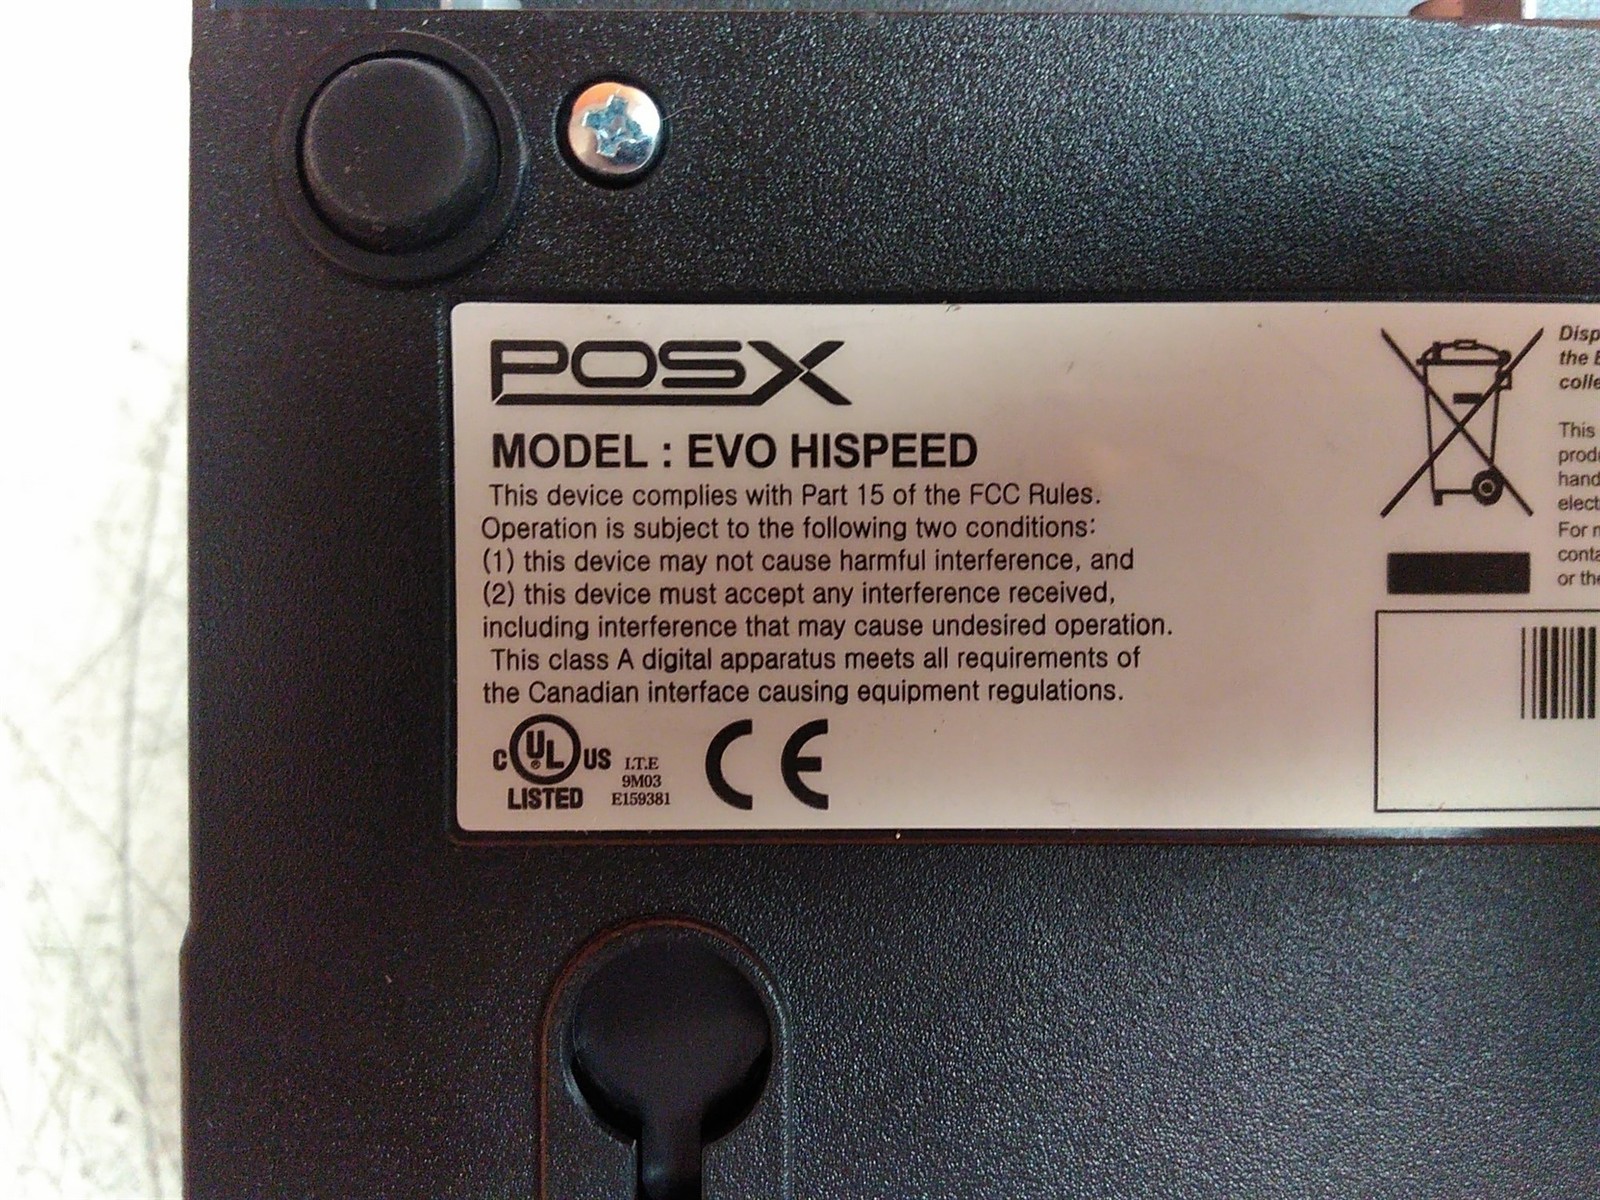 POSX
MODEL : EVO HISPEED
This device complies with Part 15 of the FCC Rules.
Operation is subject to the following two conditions:
(1) this device may not cause harmful interference, and
(2) this device must accept any interference received,
including interference that may cause undesired operation.
This class A digital apparatus meets all requirements of
the Canadian interface causing equipment regulations.
C UL ® US
LISTED
I.T.E
9M03
E159381
CE
the
This
For
or